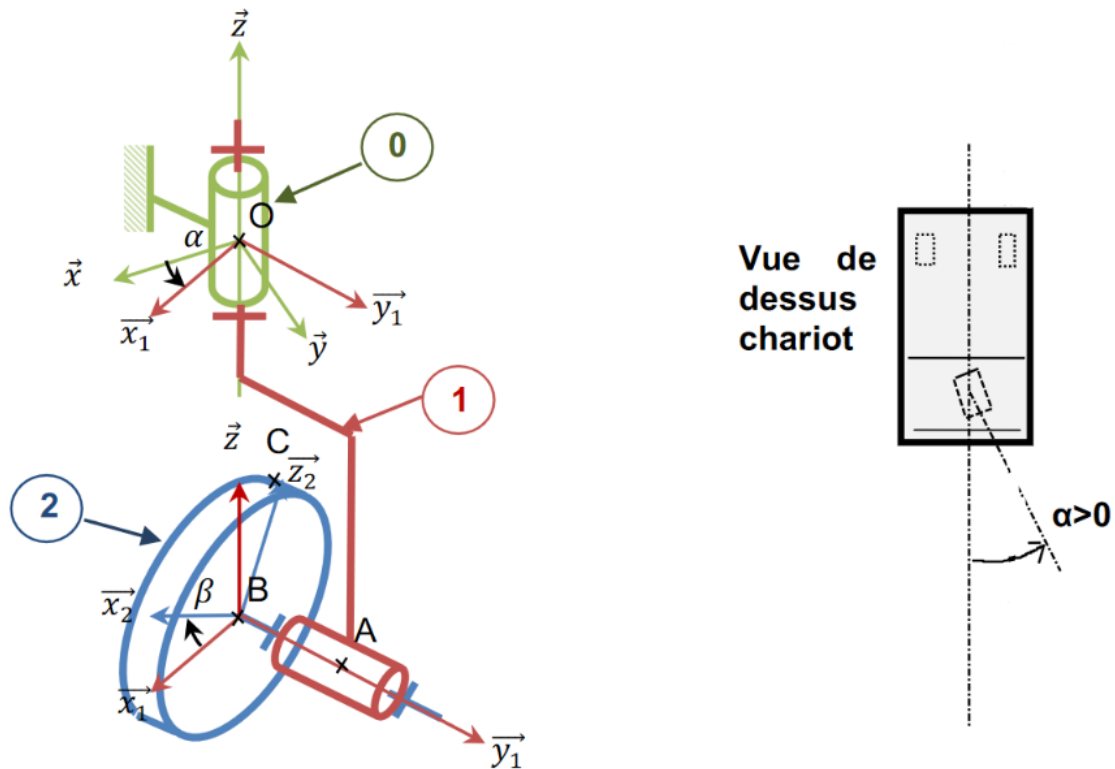 z⃗
0
O
α
x⃗
x₁⃗
y₁⃗
y⃗
1
z⃗
C
z₂⃗
2
x₂⃗
β
B
A
x₁⃗
y₁⃗
Vue de
dessus
chariot
α>0